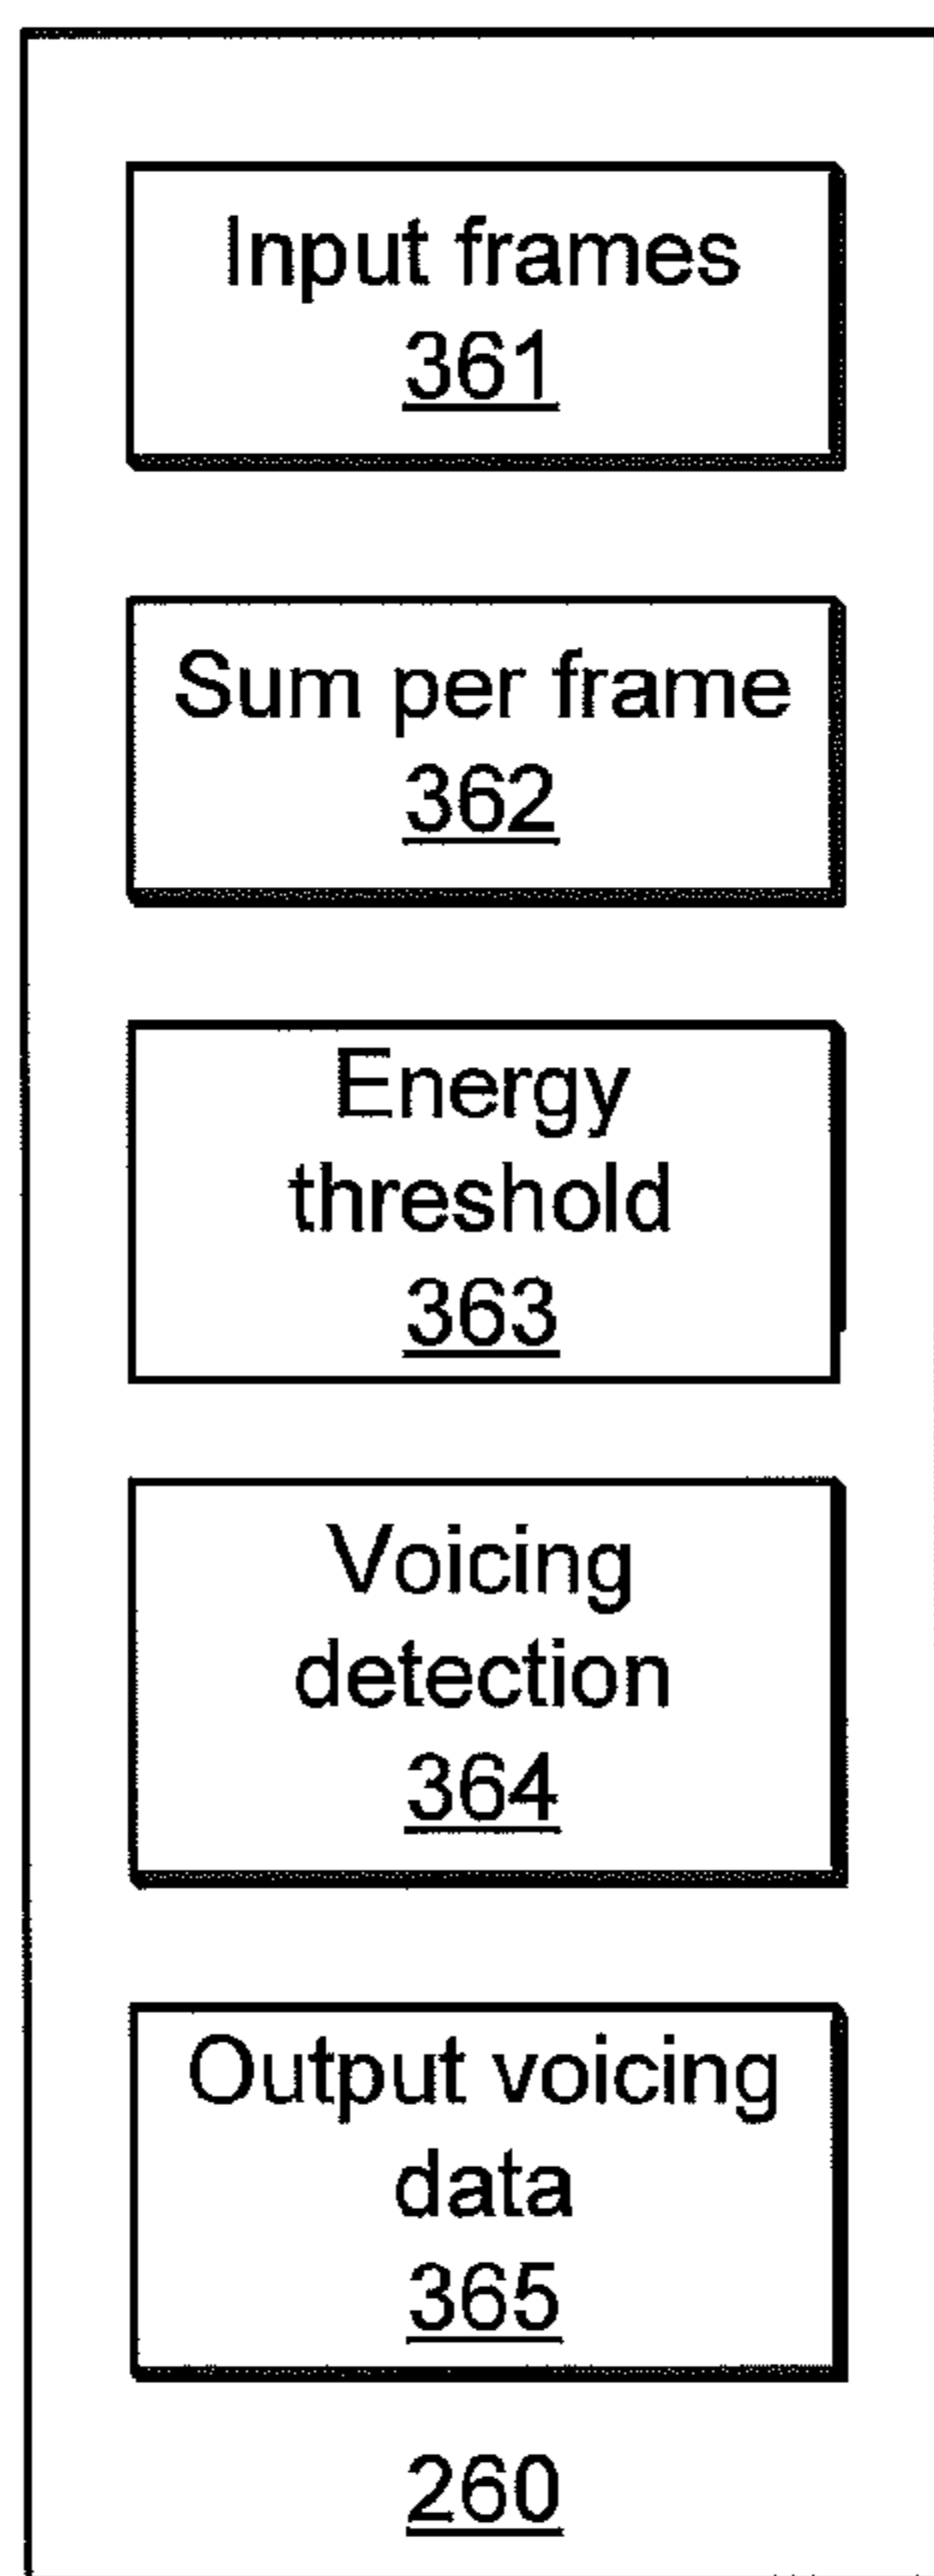 Input frames
361
Sum per frame
362
Energy
threshold
363
Voicing
detection
364
Output voicing
data
365
260